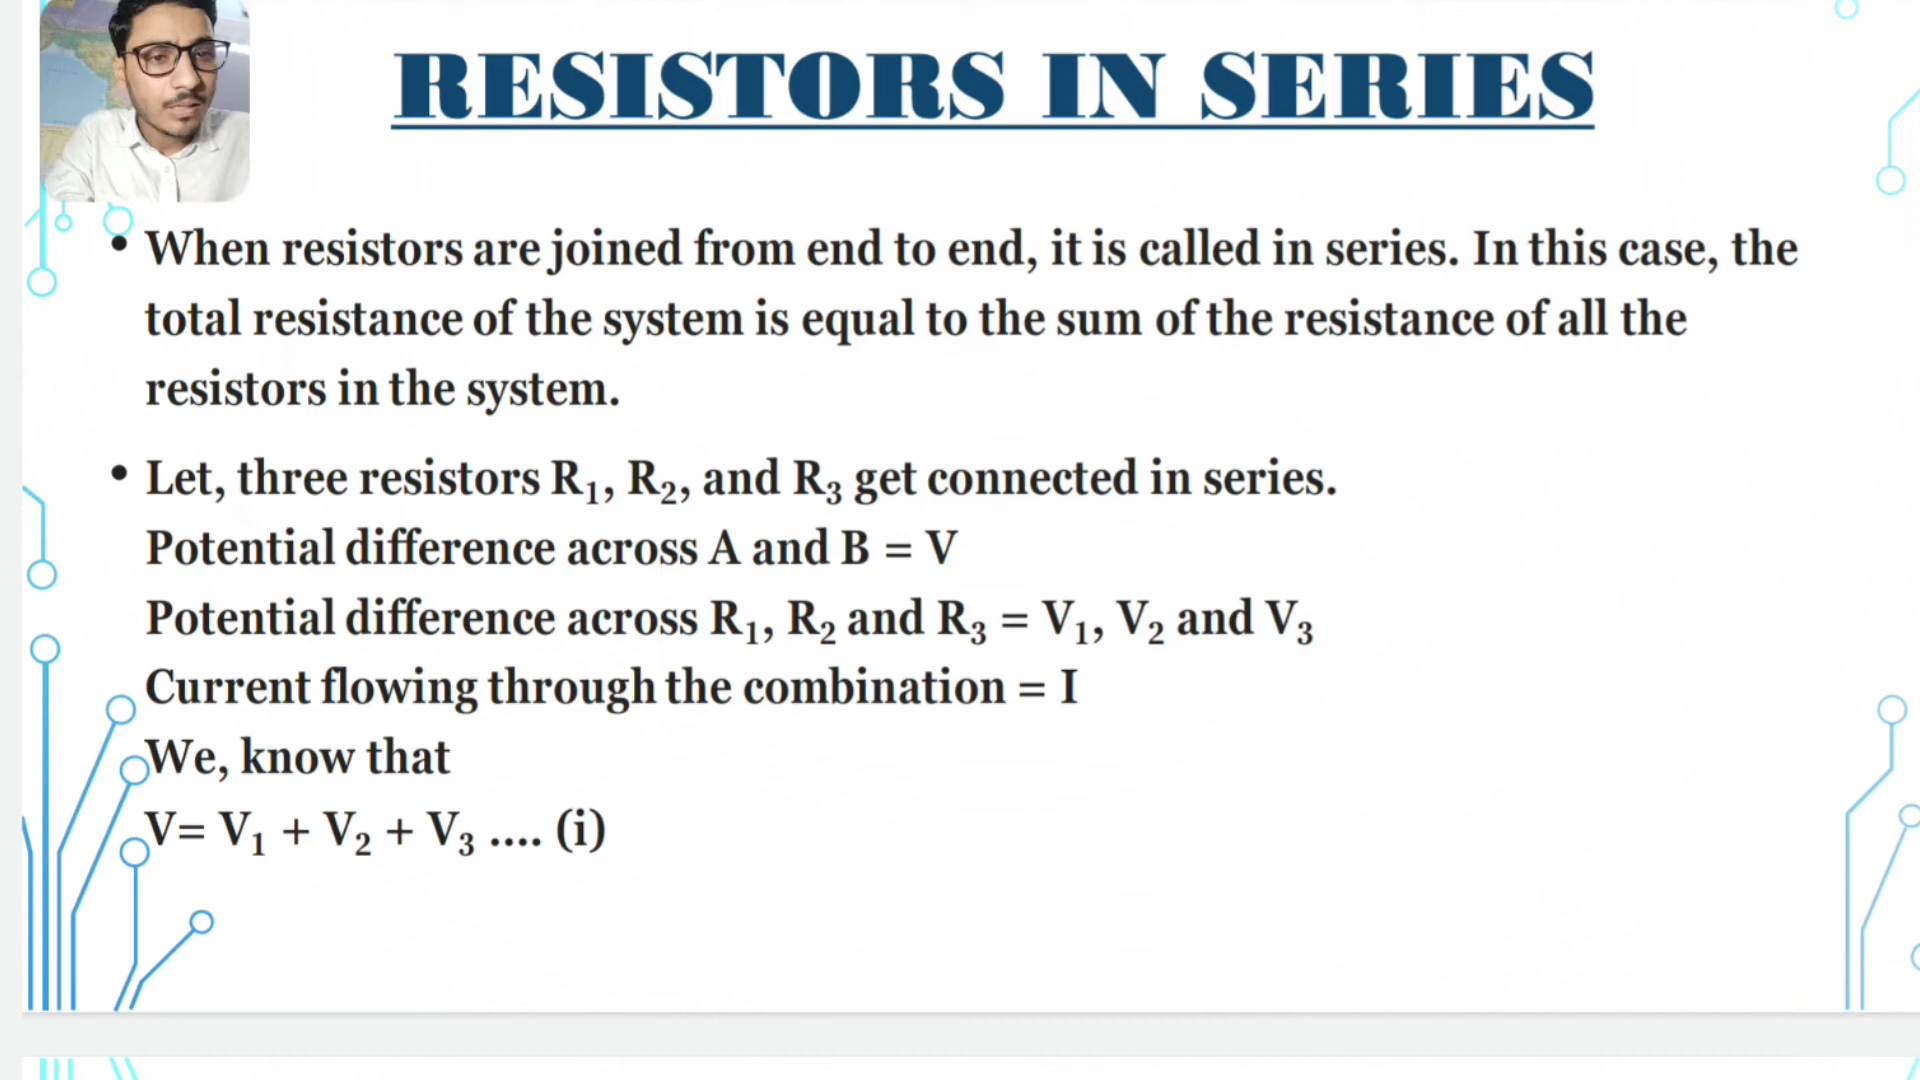 RESISTORS IN SERIES
• When resistors are joined from end to end, it is called in series. In this case, the
total resistance of the system is equal to the sum of the resistance of all the
resistors in the system.
• Let, three resistors R₁, R₂, and R₃ get connected in series.
Potential difference across A and B = V
Potential difference across R₁, R₂ and R₃ = V₁, V₂ and V₃
Current flowing through the combination = I
We, know that
V= V₁ + V₂ + V₃ .... (i)